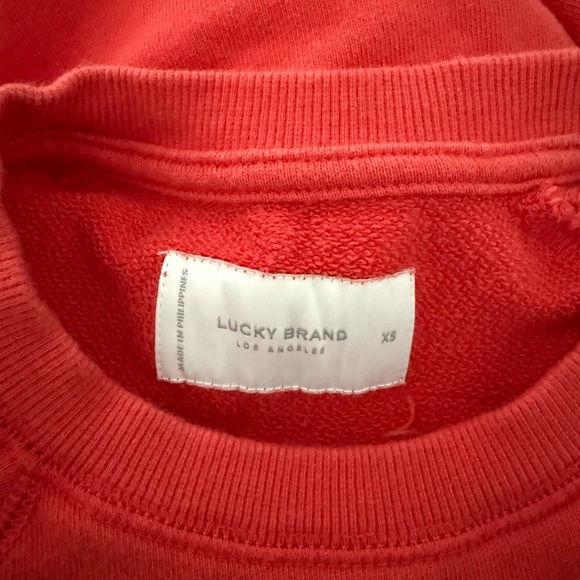 MADE IN PHILIPPINES
LUCKY BRAND
LOS ANGELES
XS